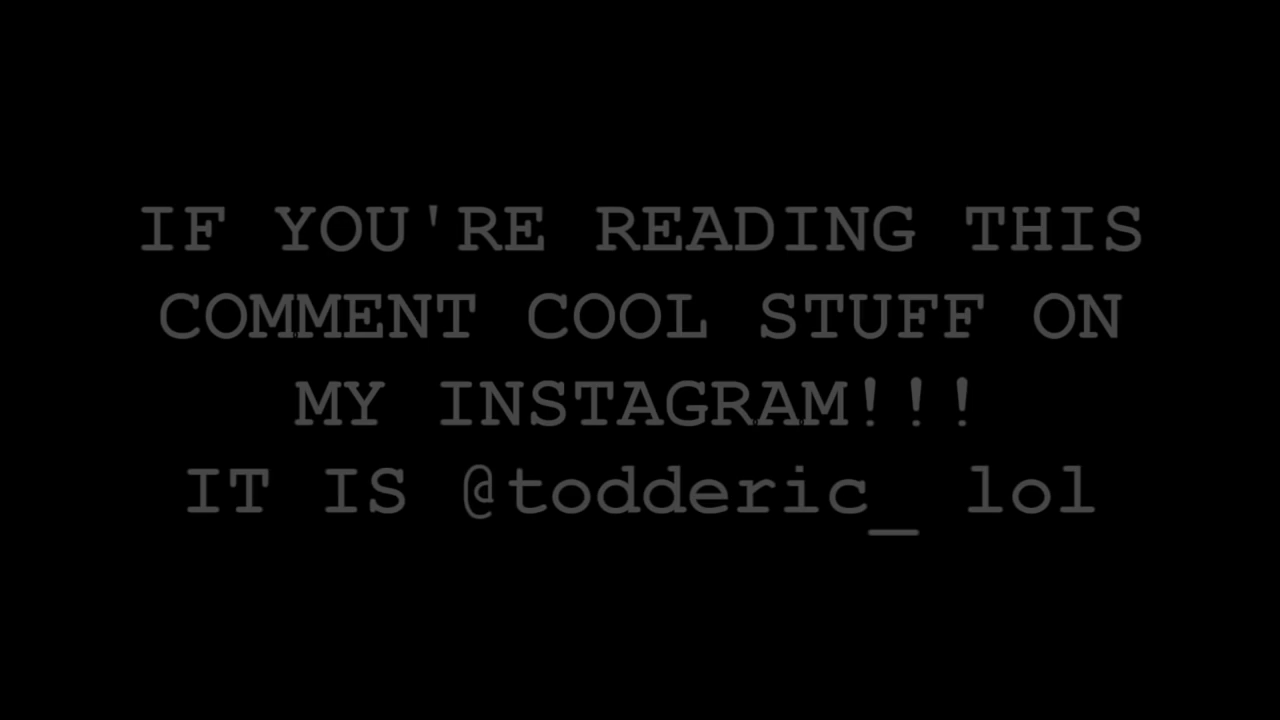 IF YOU'RE READING THIS
COMMENT COOL STUFF ON
MY INSTAGRAM!!!
IT IS @todderic_ lol